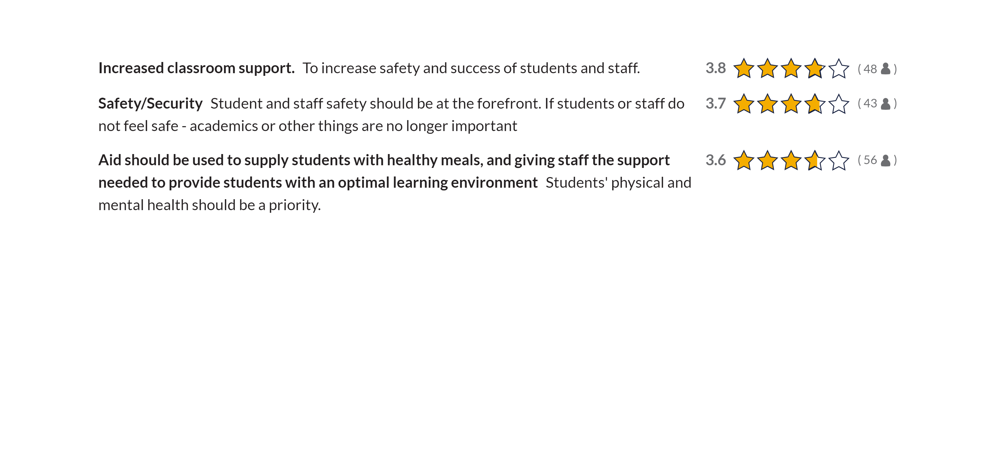 Increased classroom support.  To increase safety and success of students and staff. 3.8 ( 48 )
Safety/Security  Student and staff safety should be at the forefront. If students or staff do 3.7 ( 43 )
not feel safe - academics or other things are no longer important
Aid should be used to supply students with healthy meals, and giving staff the support 3.6 ( 56 )
needed to provide students with an optimal learning environment  Students' physical and
mental health should be a priority.